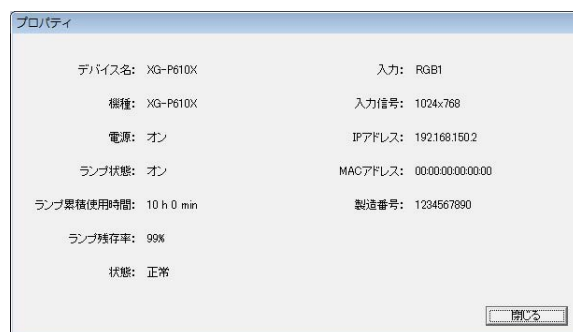 プロパティ
デバイス名: XG-P610X
機種: XG-P610X
電源: オン
ランプ状態: オン
ランプ累積使用時間: 10 h 0 min
ランプ残存率: 99%
状態: 正常
入力: RGB1
入力信号: 1024x768
IPアドレス: 192.168.150.2
MACアドレス: 00:00:00:00:00:00
製造番号: 1234567890
閉じる